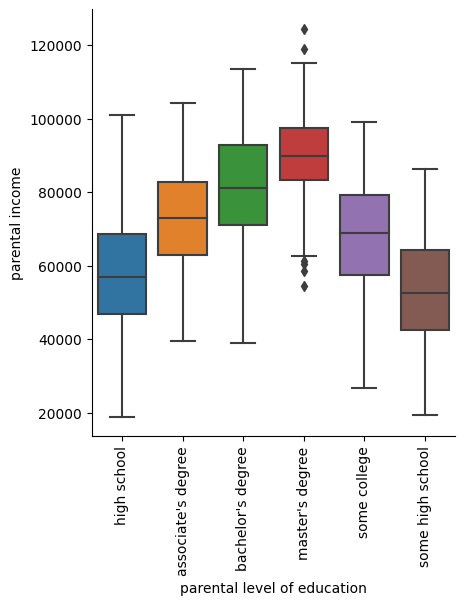 120000
100000
80000
60000
40000
20000
parental income
high school
associate's degree
bachelor's degree
master's degree
some college
some high school
parental level of education